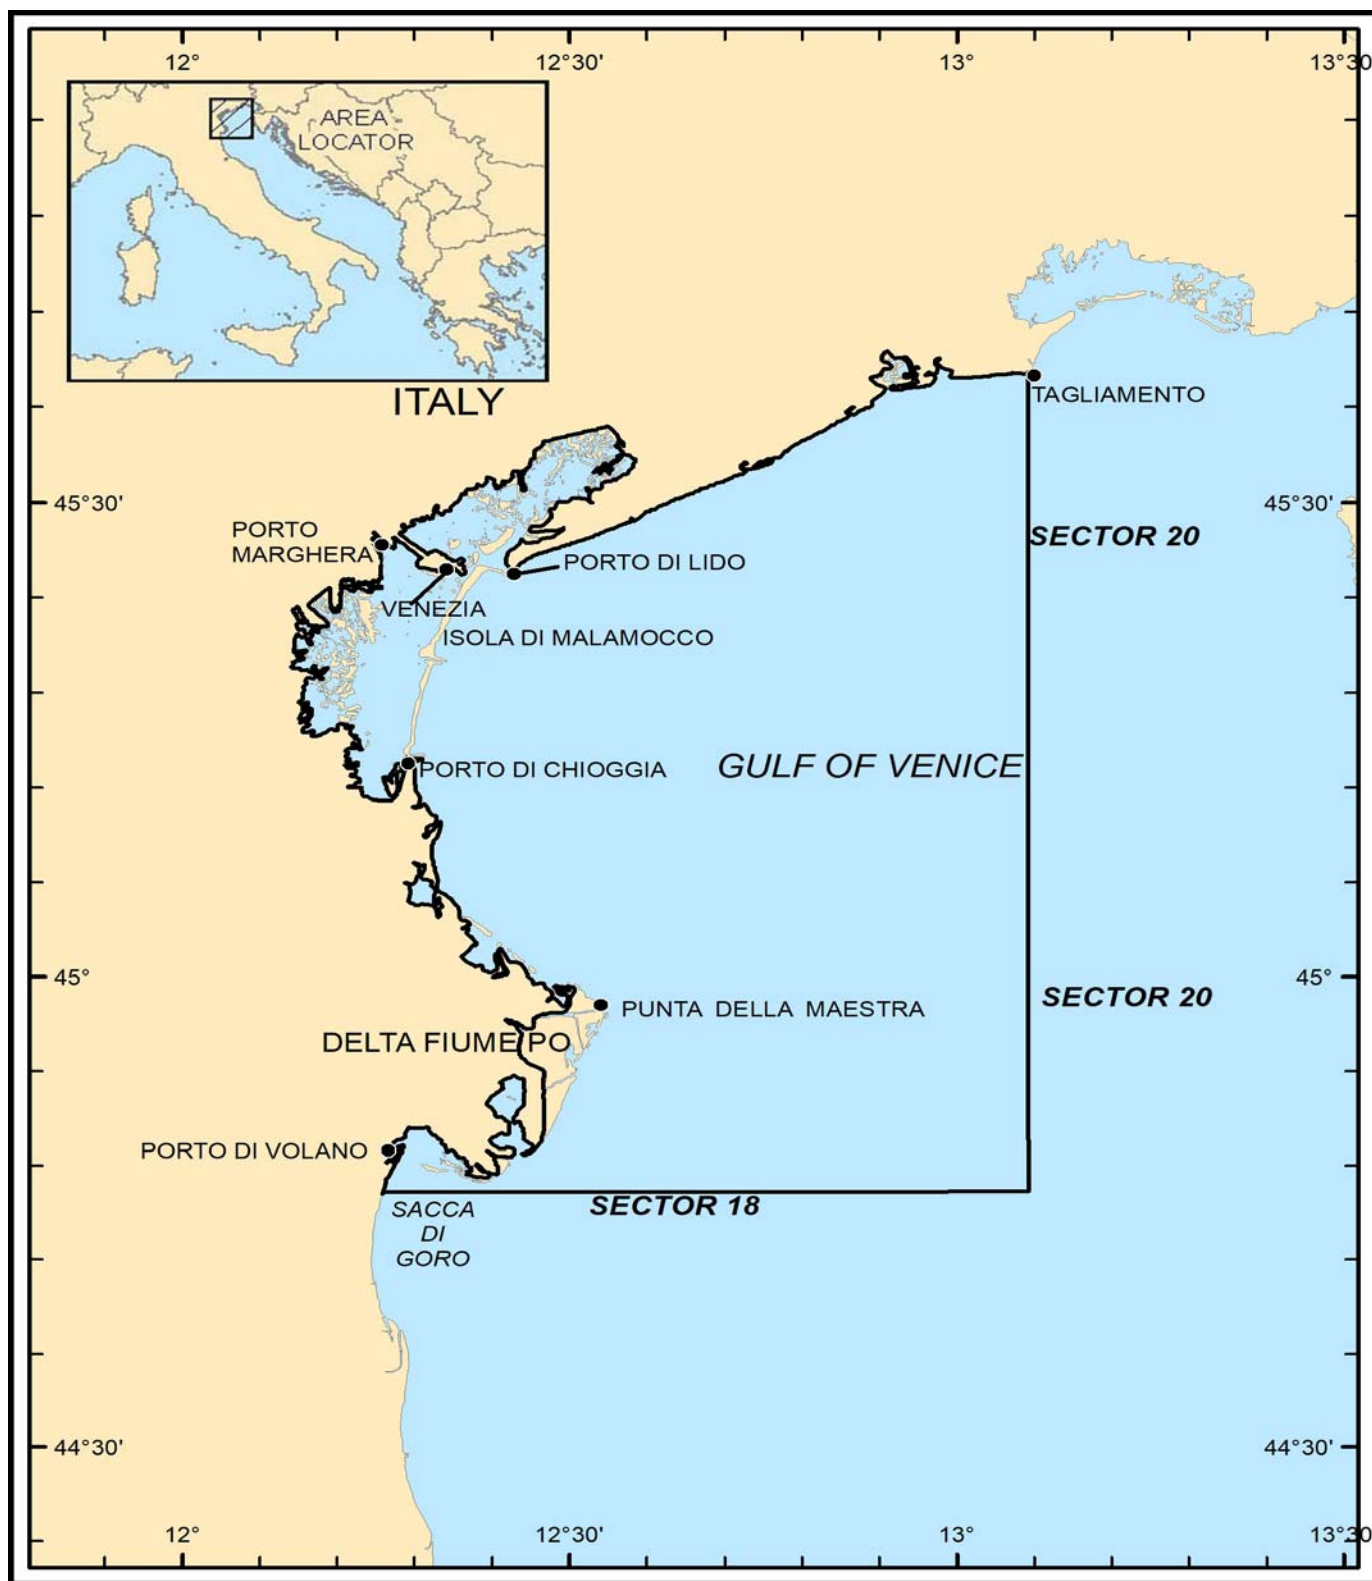 12°
12°30'
13°
13°30
AREA
LOCATOR
ITALY
TAGLIAMENTO
45°30'
PORTO
MARGHERA
SECTOR 20
PORTO DI LIDO
VENEZIA
ISOLA DI MALAMOCCO
GULF OF VENICE
PORTO DI CHIOGGIA
45°
45°
SECTOR 20
PUNTA DELLA MAESTRA
DELTA FIUME PO
PORTO DI VOLANO
SECTOR 18
SACCA
DI
GORO
44°30'
44°30'
12°
12°30'
13°
13°30